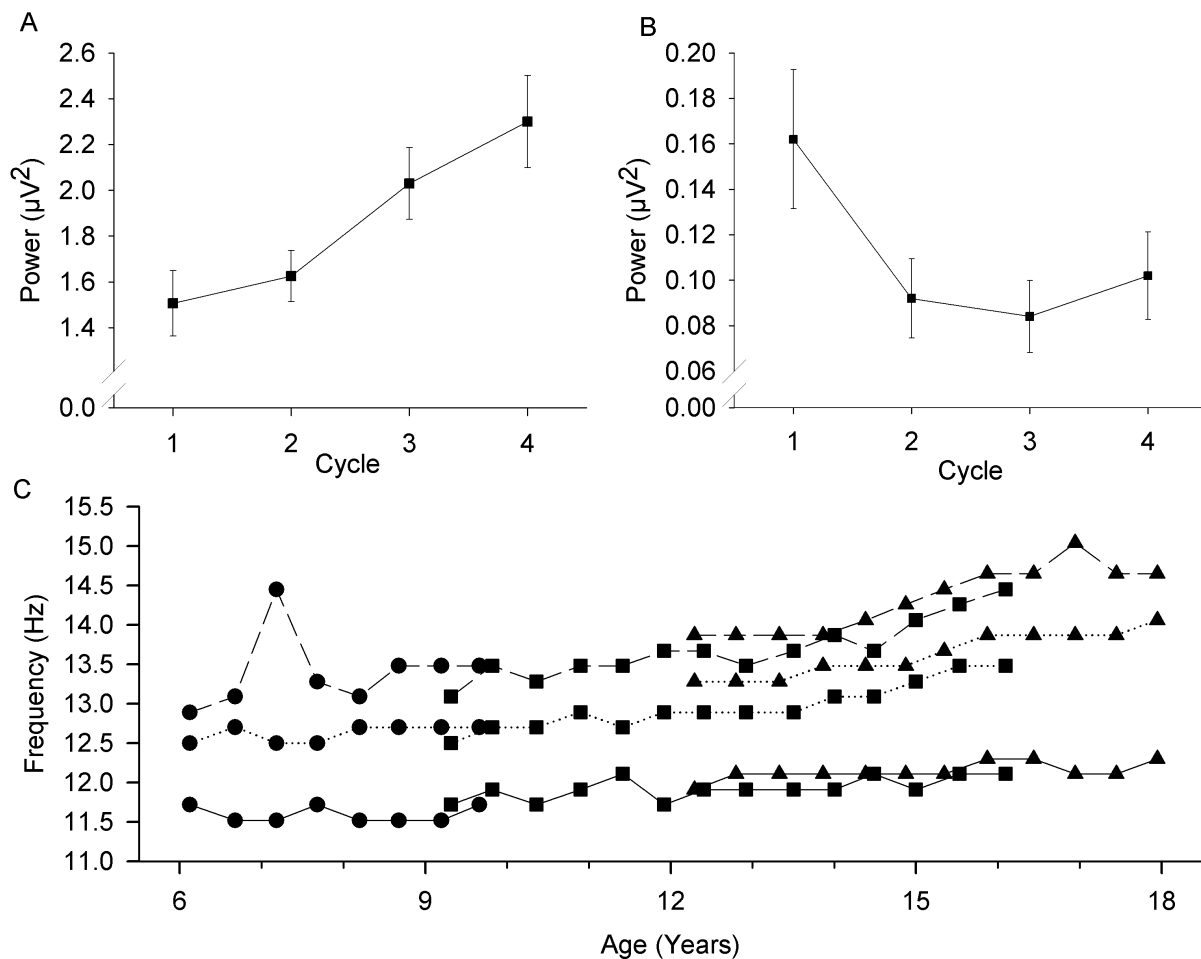 A
2.6
2.4
2.2
2.0
1.8
1.6
1.4
0.0
Power (µV2)
1 2 3 4
Cycle
B
0.20
0.18
0.16
0.14
0.12
0.10
0.08
0.06
0.00
Power (µV2)
1 2 3 4
Cycle
C
15.5
15.0
14.5
14.0
13.5
13.0
12.5
12.0
11.5
11.0
Frequency (Hz)
6 9 12 15 18
Age (Years)